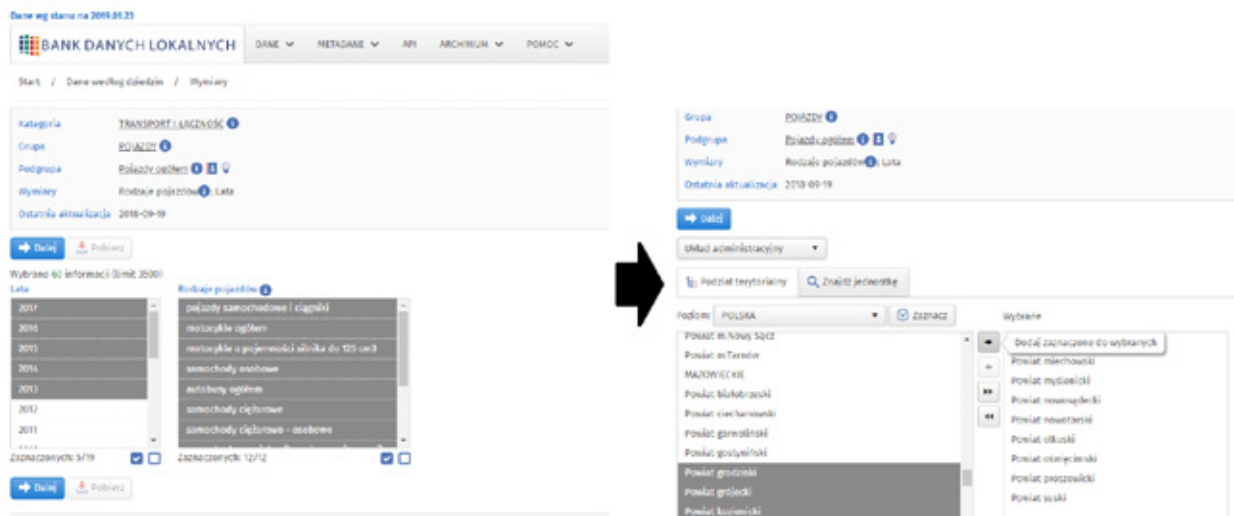 Dane wg stanu na 2019.01.23
BANK DANYCH LOKALNYCH
DANE METADANE API ARCHIWUM POMOC
Start / Dane według dziedzin / Wymiary
Kategoria TRANSPORT I ŁĄCZNOŚĆ
Grupa POJAZDY
Podgrupa Pojazdy ogółem
Wymiary Rodzaje pojazdów; Lata
Ostatnia aktualizacja 2018-09-19
Dalej Pobierz
Wybrano 60 informacji (limit: 3500)
Lata
2017
2016
2015
2014
2013
2012
2011
Zaznaczonych: 5/19
Rodzaje pojazdów
pojazdy samochodowe i ciągniki
motocykle ogółem
motocykle o pojemności silnika do 125 cm3
samochody osobowe
autobusy ogółem
samochody ciężarowe
samochody ciężarowe - osobowe
Zaznaczonych: 12/12
Dalej Pobierz
Grupa POJAZDY
Podgrupa Pojazdy ogółem
Wymiary Rodzaje pojazdów; Lata
Ostatnia aktualizacja 2018-09-19
Dalej
Układ administracyjny
Podział terytorialny Znajdź jednostkę
Poziom: POLSKA Zaznacz
Powiat m.Nowy Sącz
Powiat m.Tarnów
MAZOWIECKIE
Powiat białobrzeski
Powiat ciechanowski
Powiat garwoliński
Powiat gostyniński
Powiat grodziski
Powiat grójecki
Powiat kozienicki
Wybrane
Dodaj zaznaczone do wybranych
Powiat miechowski
Powiat myślenicki
Powiat nowosądecki
Powiat nowotarski
Powiat olkuski
Powiat oświęcimski
Powiat proszowicki
Powiat suski